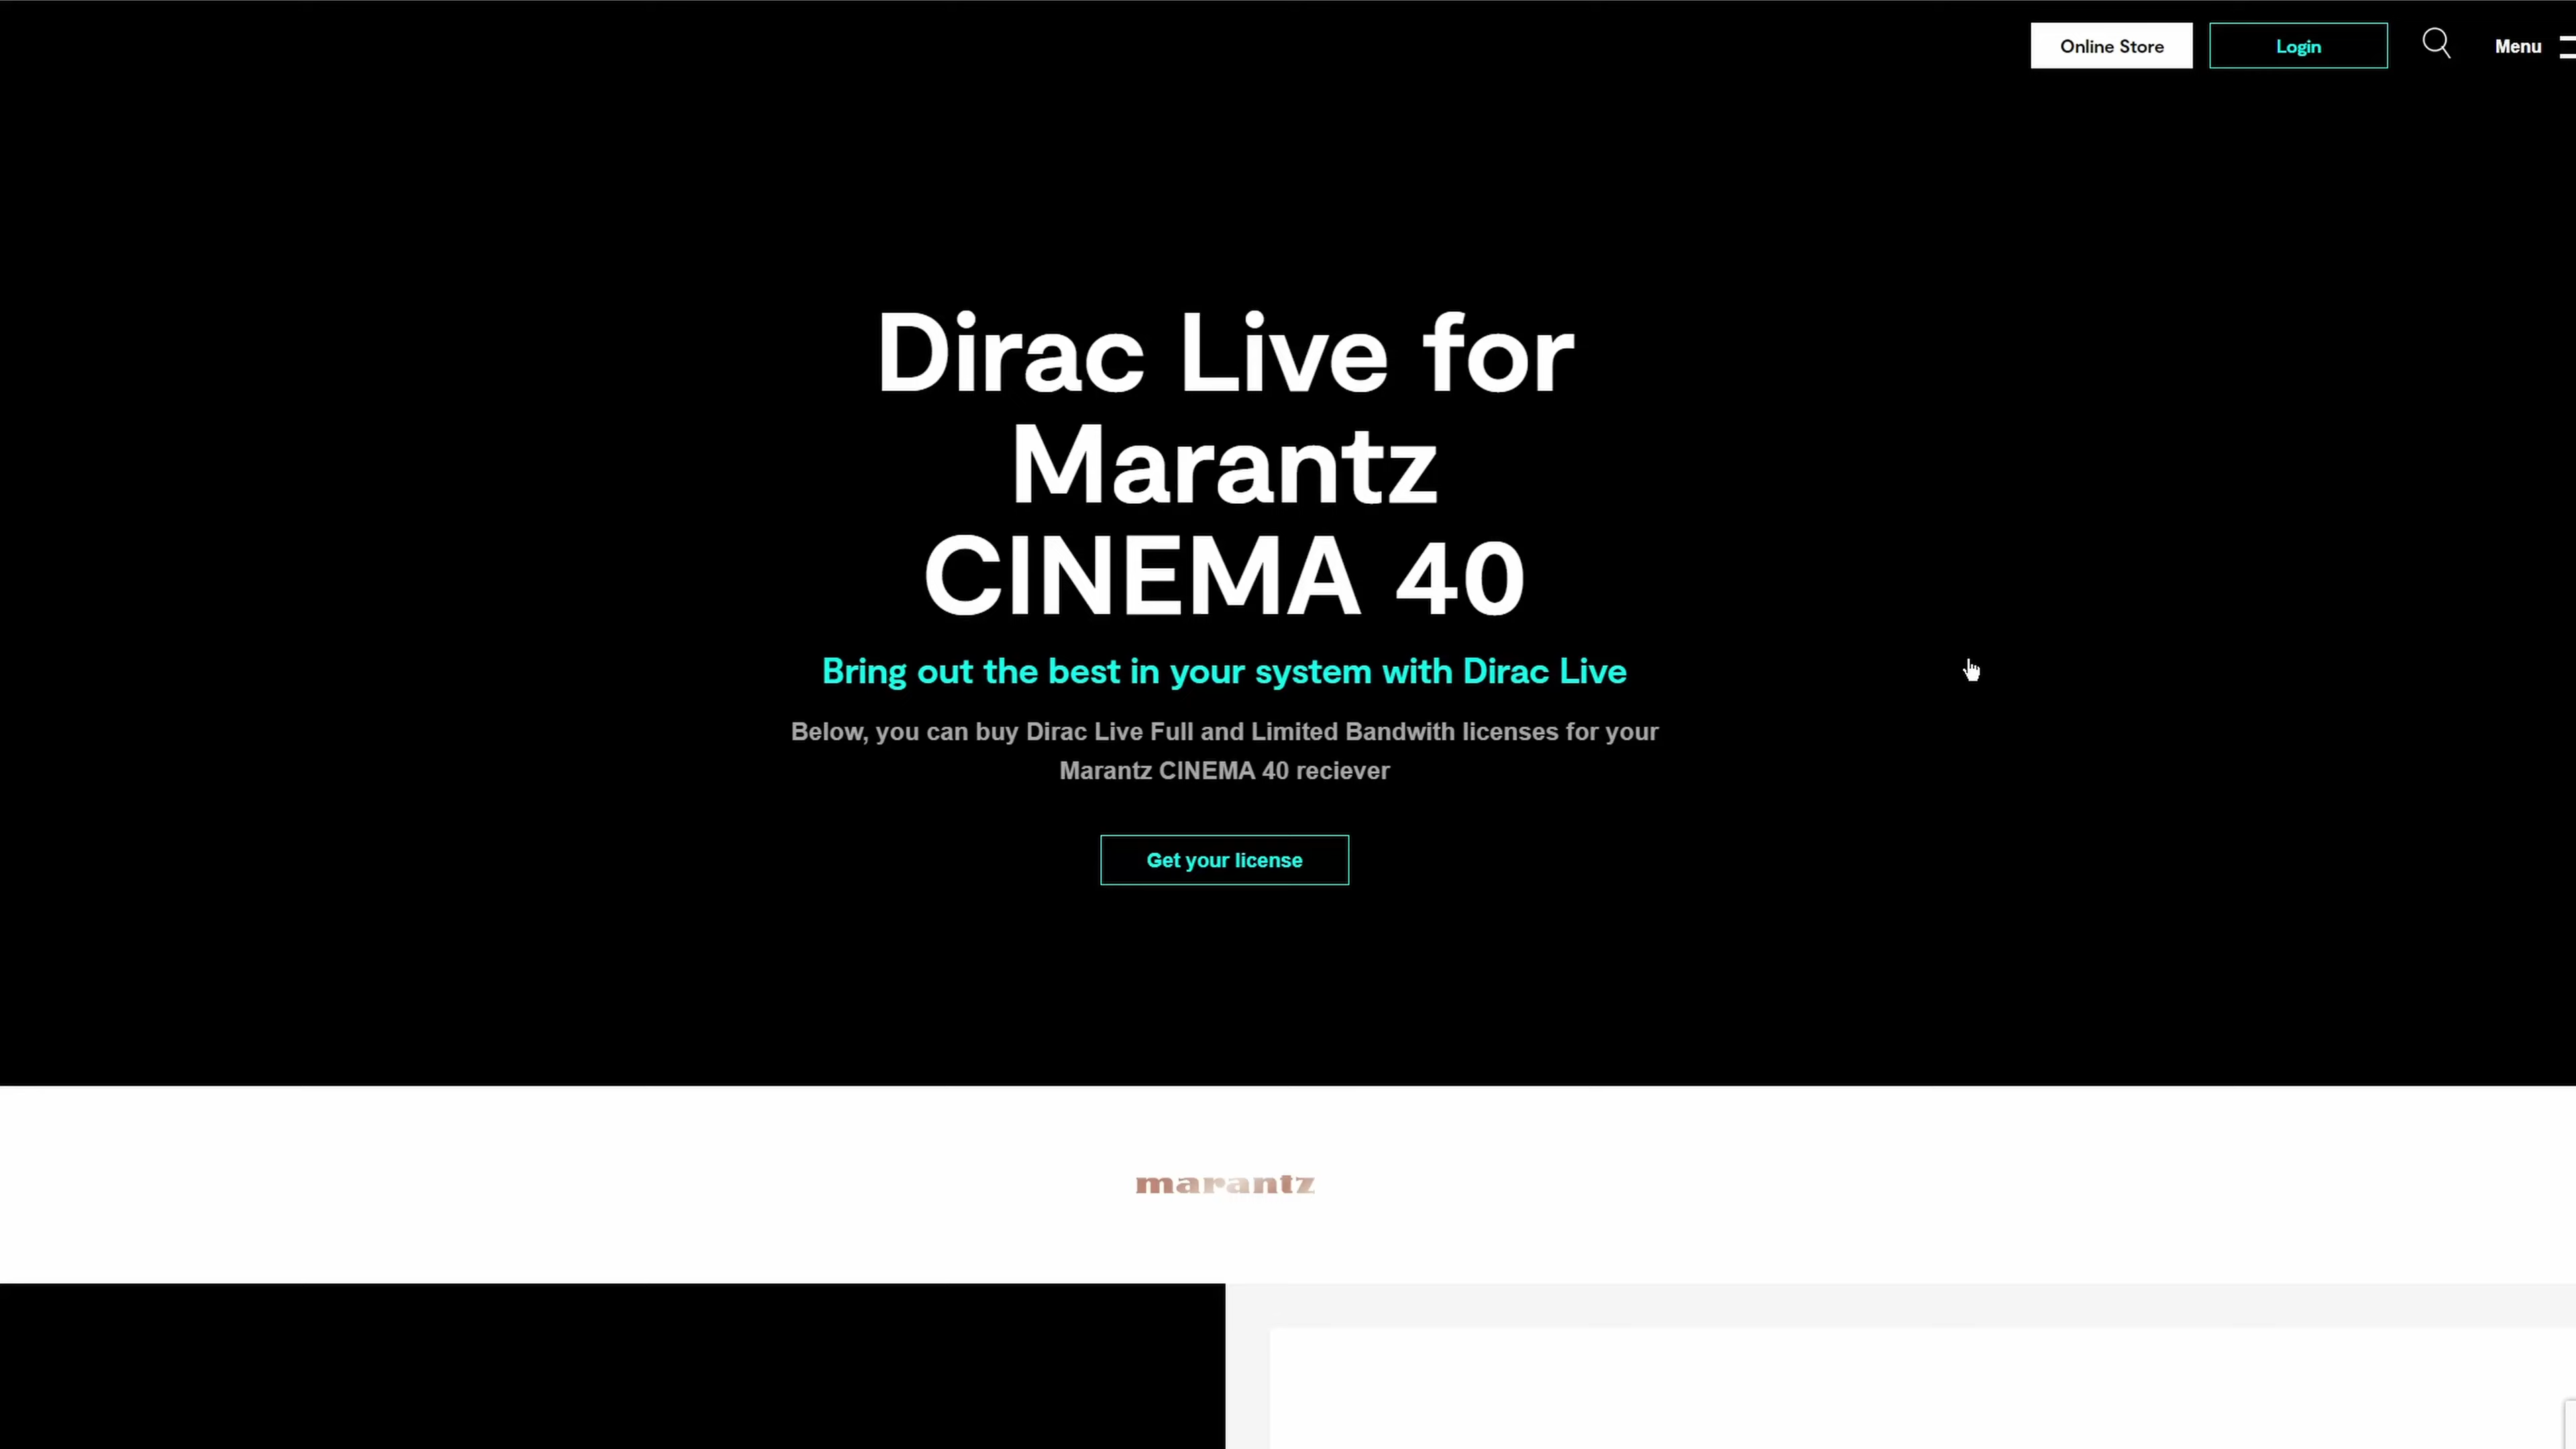 Online Store
Login
Menu
Dirac Live for
Marantz
CINEMA 40
Bring out the best in your system with Dirac Live
Below, you can buy Dirac Live Full and Limited Bandwith licenses for your
Marantz CINEMA 40 reciever
Get your license
marantz